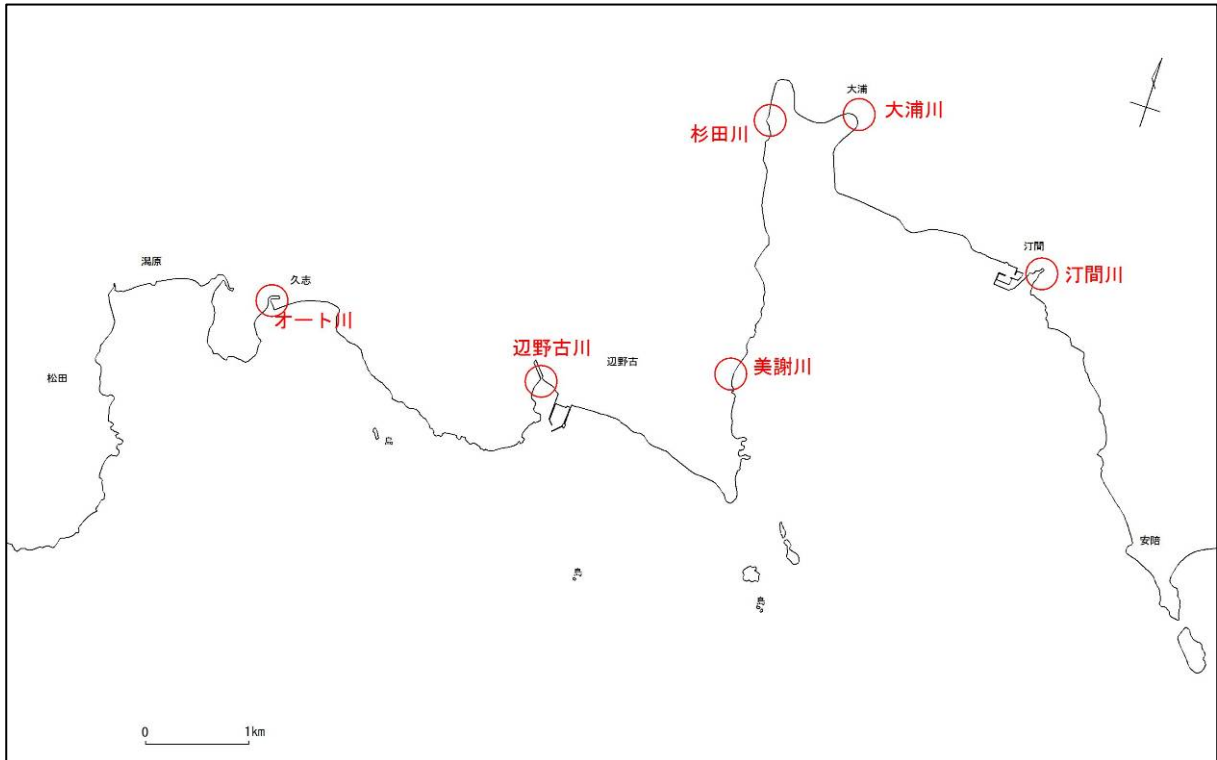 大浦
大浦川
杉田川
汀間
汀間川
潟原
久志
オート川
辺野古川
辺野古
美謝川
松田
島
安陪
島
島
0 1km